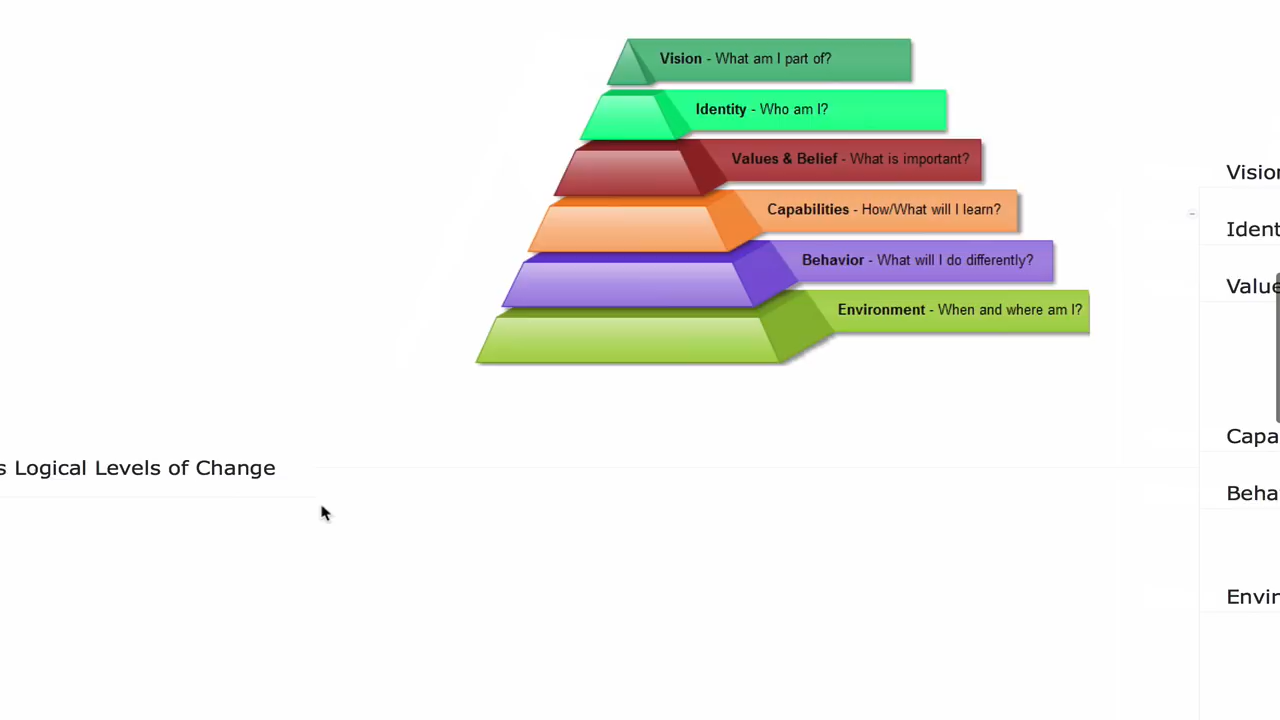 Vision - What am I part of?
Identity - Who am I?
Values & Belief - What is important?
Capabilities - How/What will I learn?
Behavior - What will I do differently?
Environment - When and where am I?
s Logical Levels of Change
Vision
Ident
Value
Capa
Beha
Envir